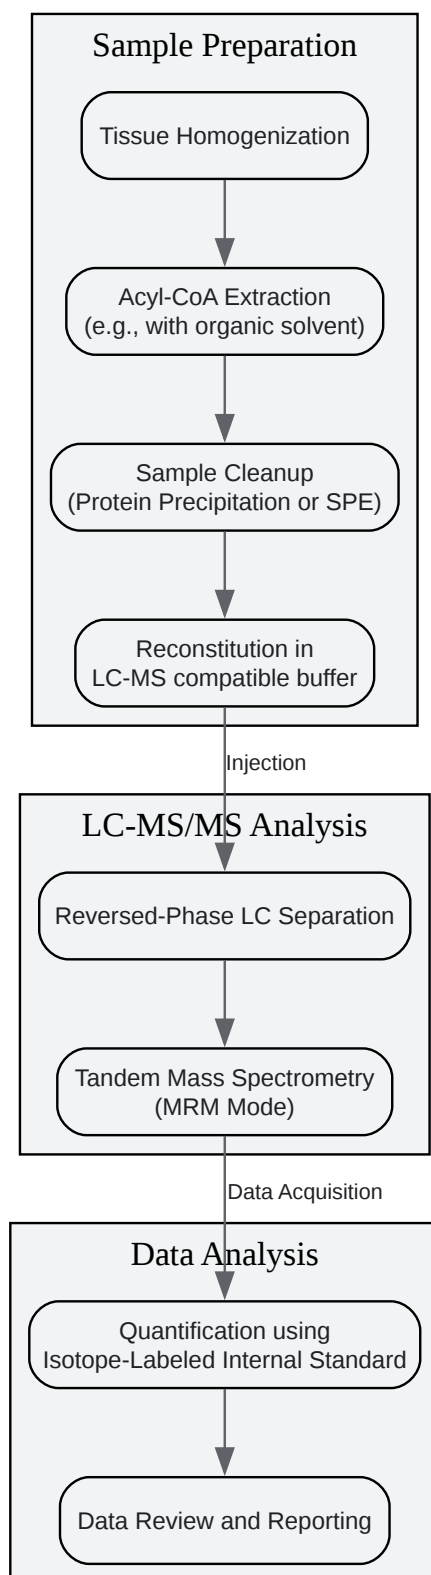 Sample Preparation
Tissue Homogenization
Acyl-CoA Extraction
(e.g., with organic solvent)
Sample Cleanup
(Protein Precipitation or SPE)
Reconstitution in
LC-MS compatible buffer
Injection
LC-MS/MS Analysis
Reversed-Phase LC Separation
Tandem Mass Spectrometry
(MRM Mode)
Data Acquisition
Data Analysis
Quantification using
Isotope-Labeled Internal Standard
Data Review and Reporting